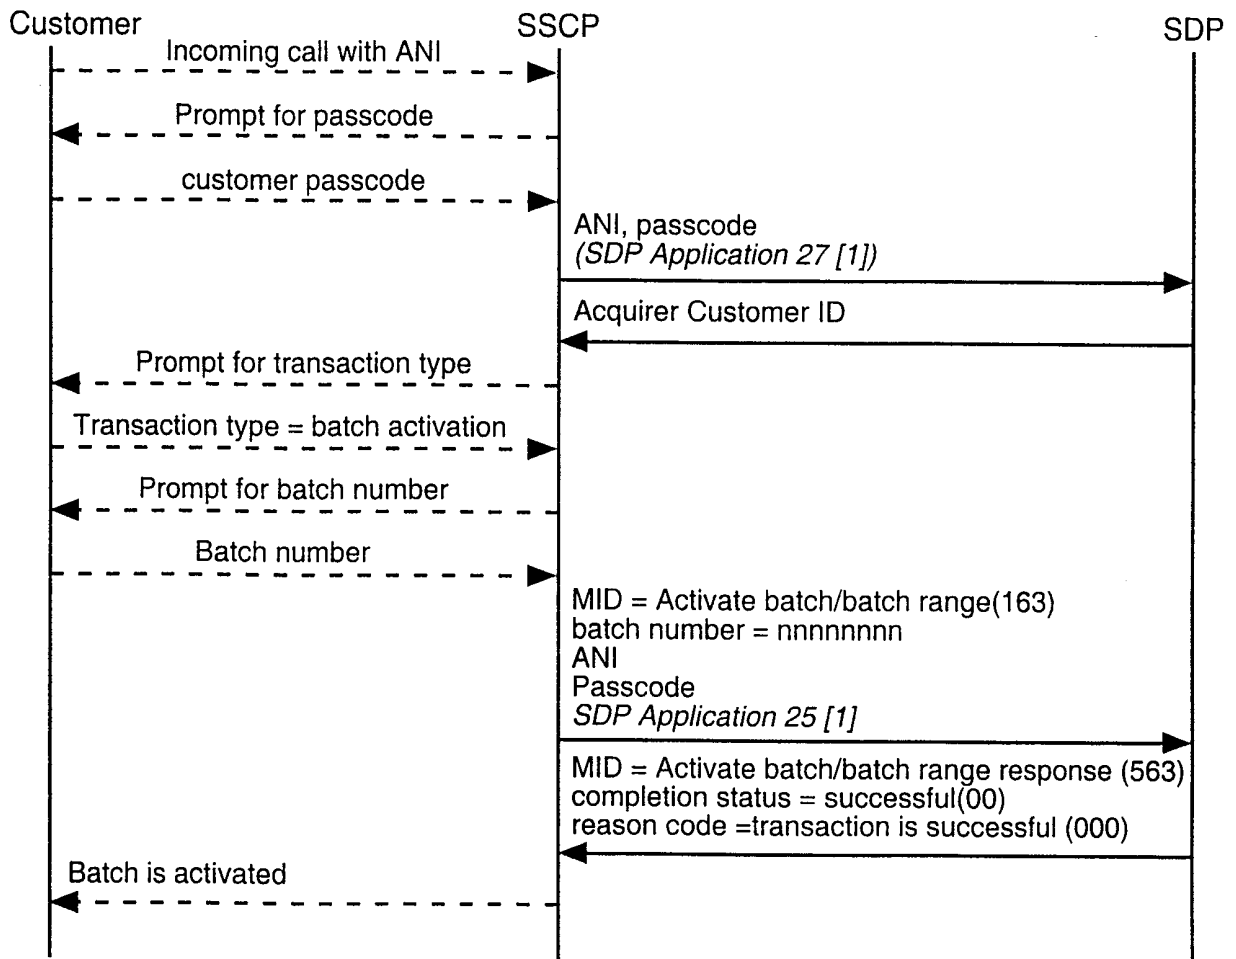 Customer
SSCP
SDP
Incoming call with ANI
Prompt for passcode
customer passcode
ANI, passcode
(SDP Application 27 [1])
Acquirer Customer ID
Prompt for transaction type
Transaction type = batch activation
Prompt for batch number
Batch number
MID = Activate batch/batch range(163)
batch number = nnnnnnnn
ANI
Passcode
SDP Application 25 [1]
MID = Activate batch/batch range response (563)
completion status = successful(00)
reason code =transaction is successful (000)
Batch is activated